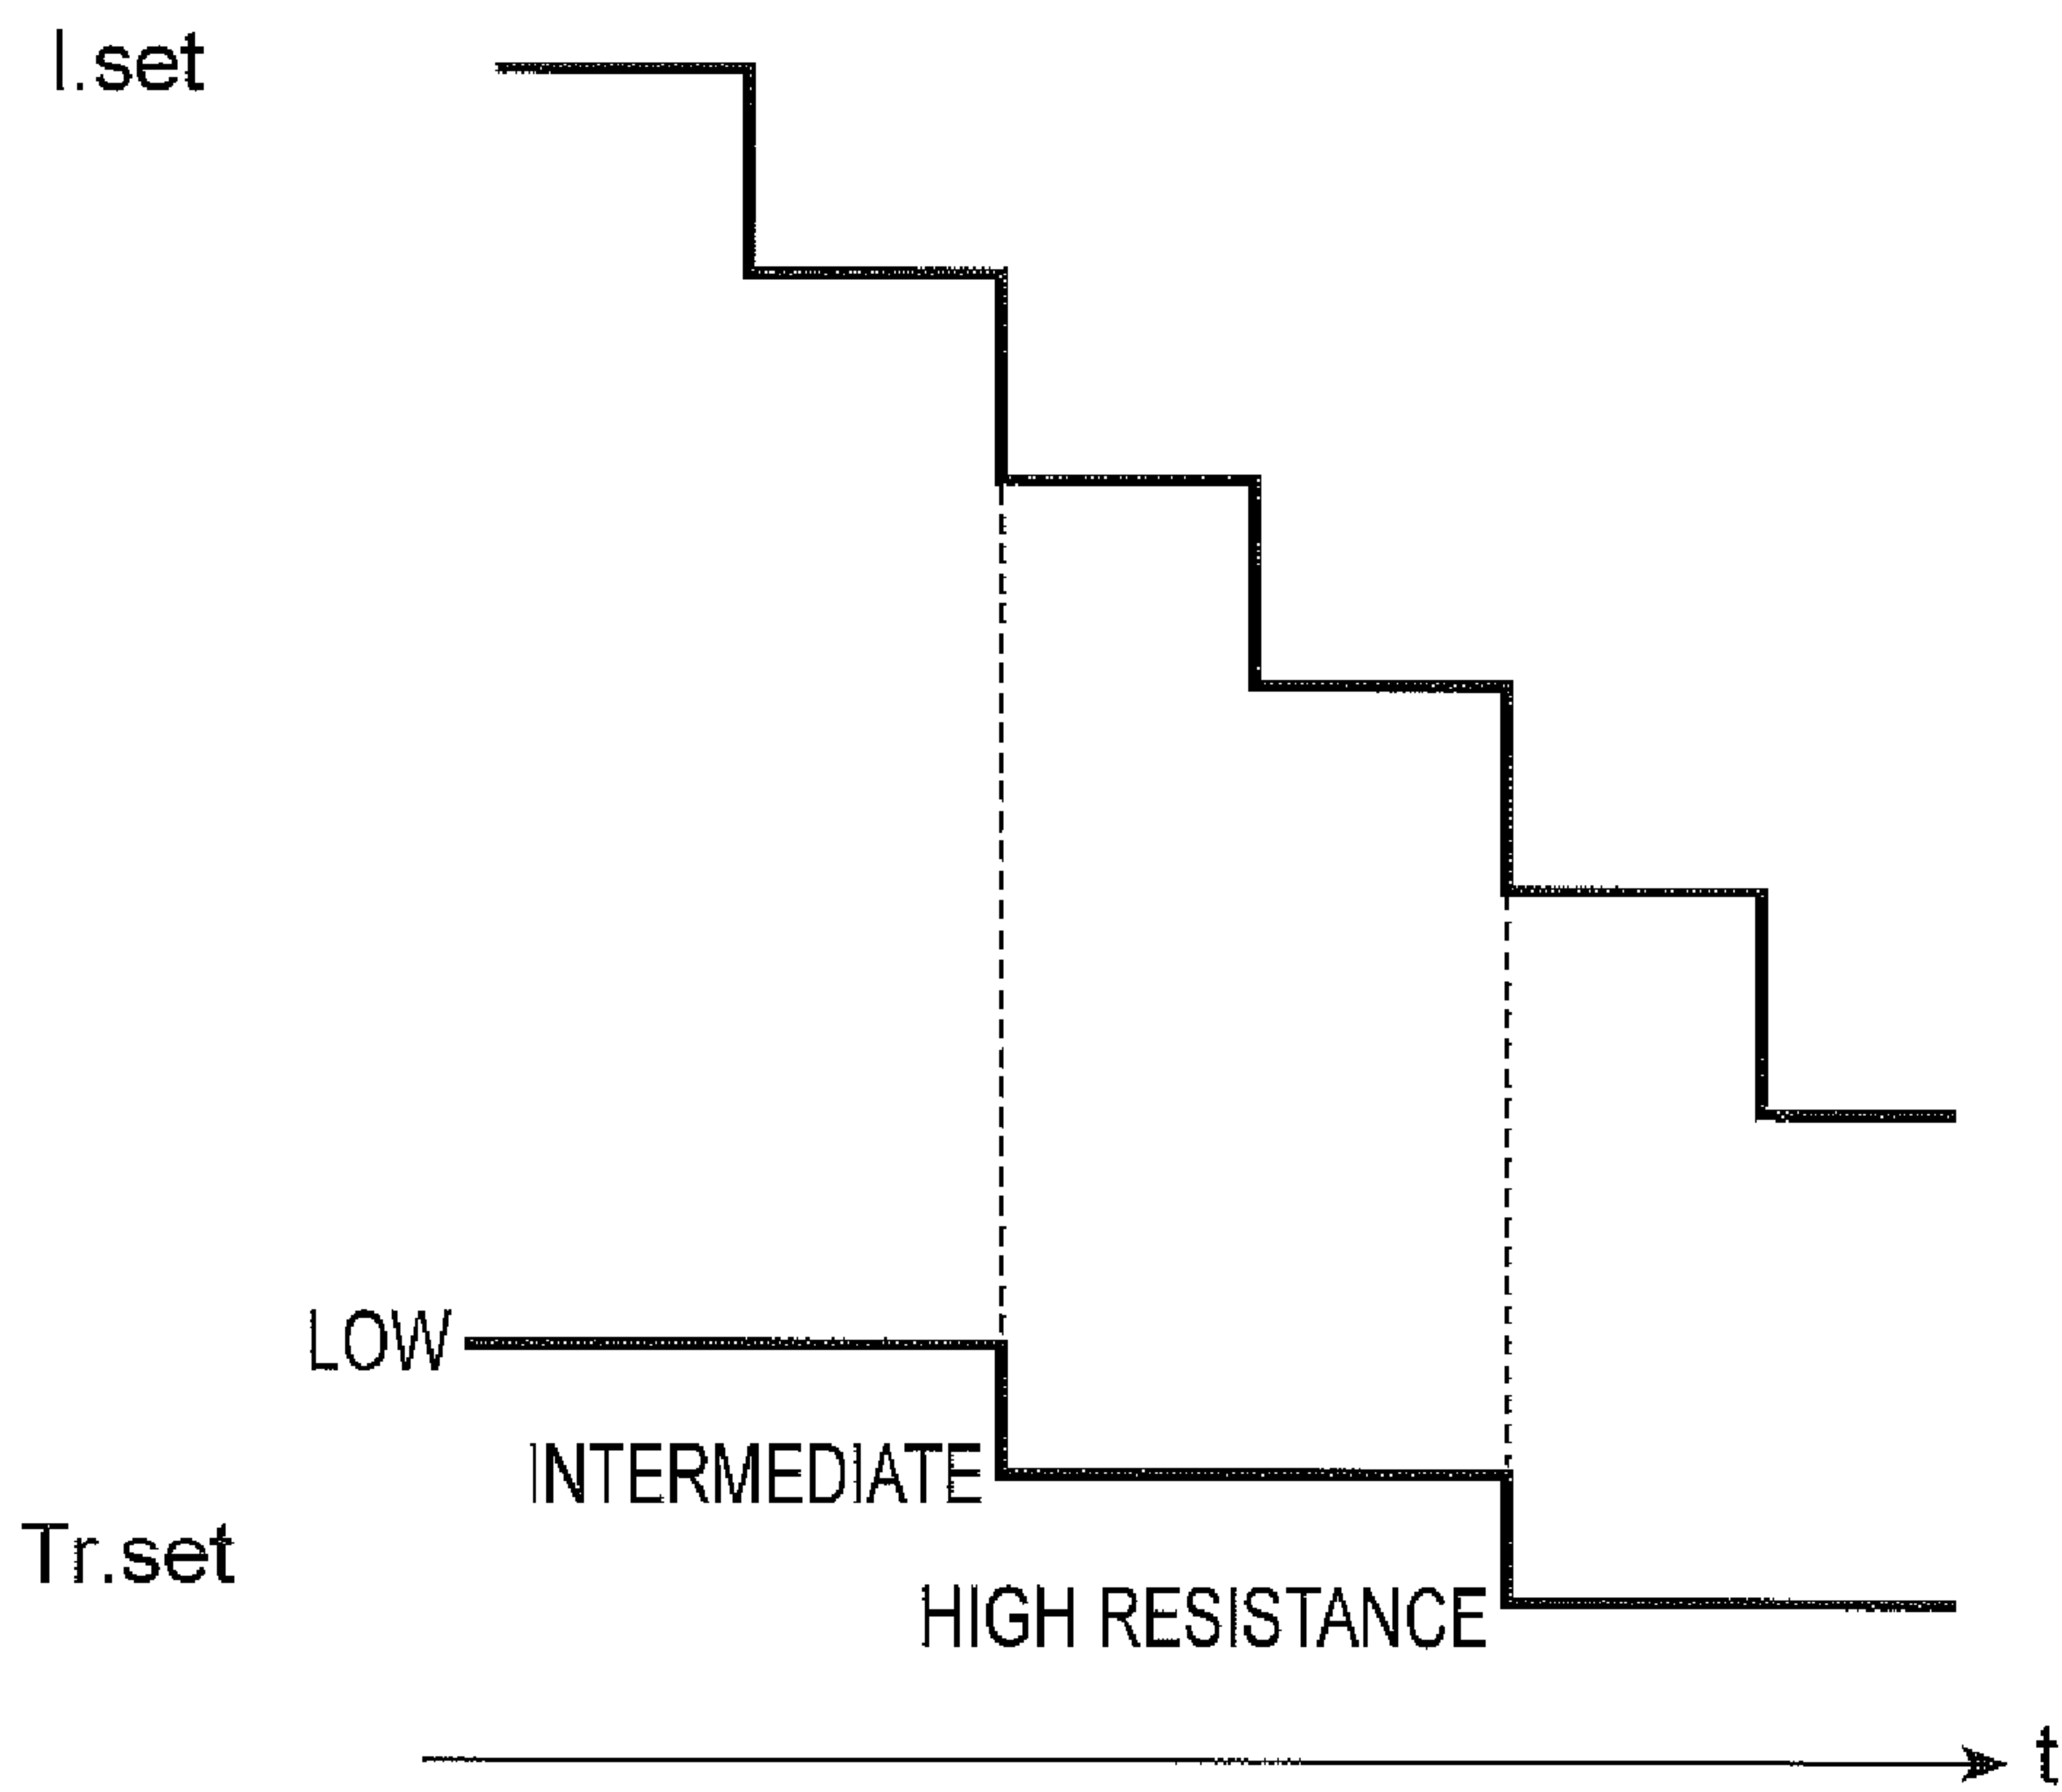 I.set
LOW
INTERMEDIATE
Tr.set
HIGH RESISTANCE
t